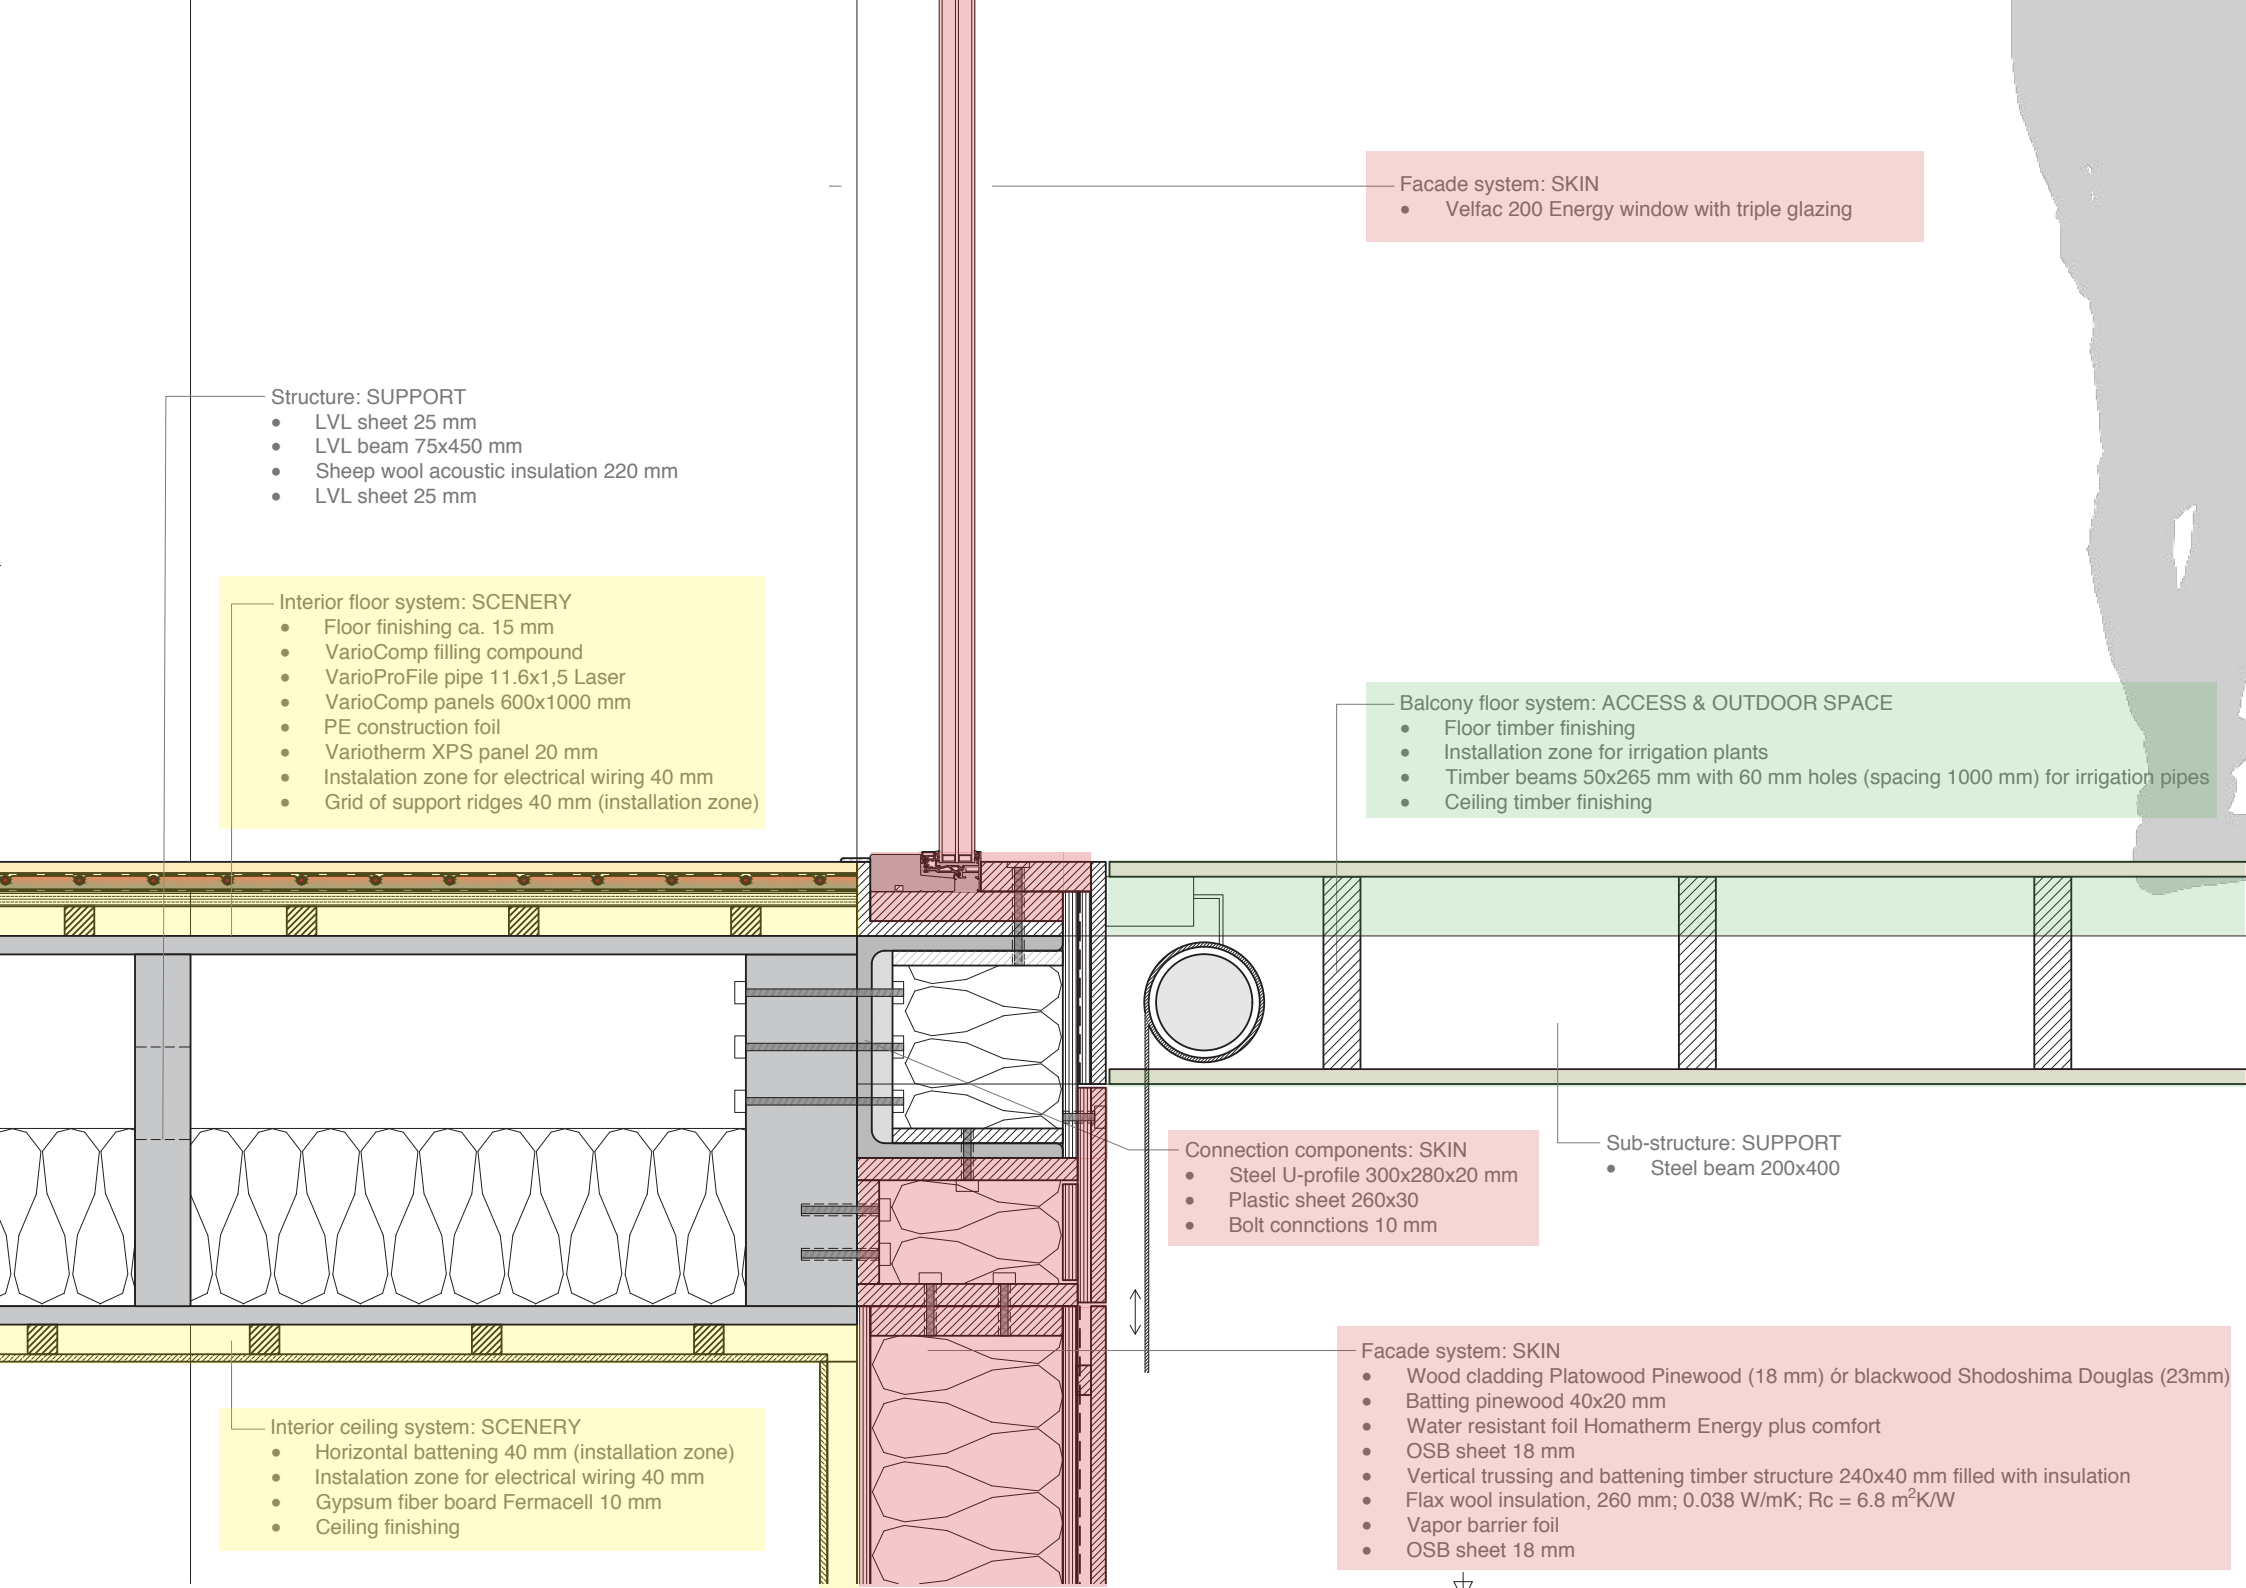 Facade system: SKIN
● Velfac 200 Energy window with triple glazing
Structure: SUPPORT
● LVL sheet 25 mm
● LVL beam 75x450 mm
● Sheep wool acoustic insulation 220 mm
● LVL sheet 25 mm
Interior floor system: SCENERY
● Floor finishing ca. 15 mm
● VarioComp filling compound
● VarioProFile pipe 11.6x1,5 Laser
● VarioComp panels 600x1000 mm
● PE construction foil
● Variotherm XPS panel 20 mm
● Instalation zone for electrical wiring 40 mm
● Grid of support ridges 40 mm (installation zone)
Balcony floor system: ACCESS & OUTDOOR SPACE
● Floor timber finishing
● Installation zone for irrigation plants
● Timber beams 50x265 mm with 60 mm holes (spacing 1000 mm) for irrigation pipes
● Ceiling timber finishing
Connection components: SKIN
● Steel U-profile 300x280x20 mm
● Plastic sheet 260x30
● Bolt connctions 10 mm
Sub-structure: SUPPORT
● Steel beam 200x400
Facade system: SKIN
● Wood cladding Platowood Pinewood (18 mm) ór blackwood Shodoshima Douglas (23mm)
● Batting pinewood 40x20 mm
● Water resistant foil Homatherm Energy plus comfort
● OSB sheet 18 mm
● Vertical trussing and battening timber structure 240x40 mm filled with insulation
● Flax wool insulation, 260 mm; 0.038 W/mK; Rc = 6.8 m²K/W
● Vapor barrier foil
● OSB sheet 18 mm
Interior ceiling system: SCENERY
● Horizontal battening 40 mm (installation zone)
● Instalation zone for electrical wiring 40 mm
● Gypsum fiber board Fermacell 10 mm
● Ceiling finishing